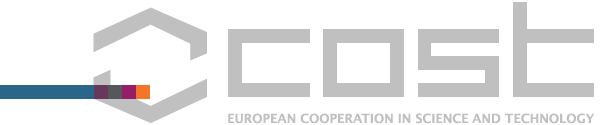 cost
EUROPEAN COOPERATION IN SCIENCE AND TECHNOLOGY